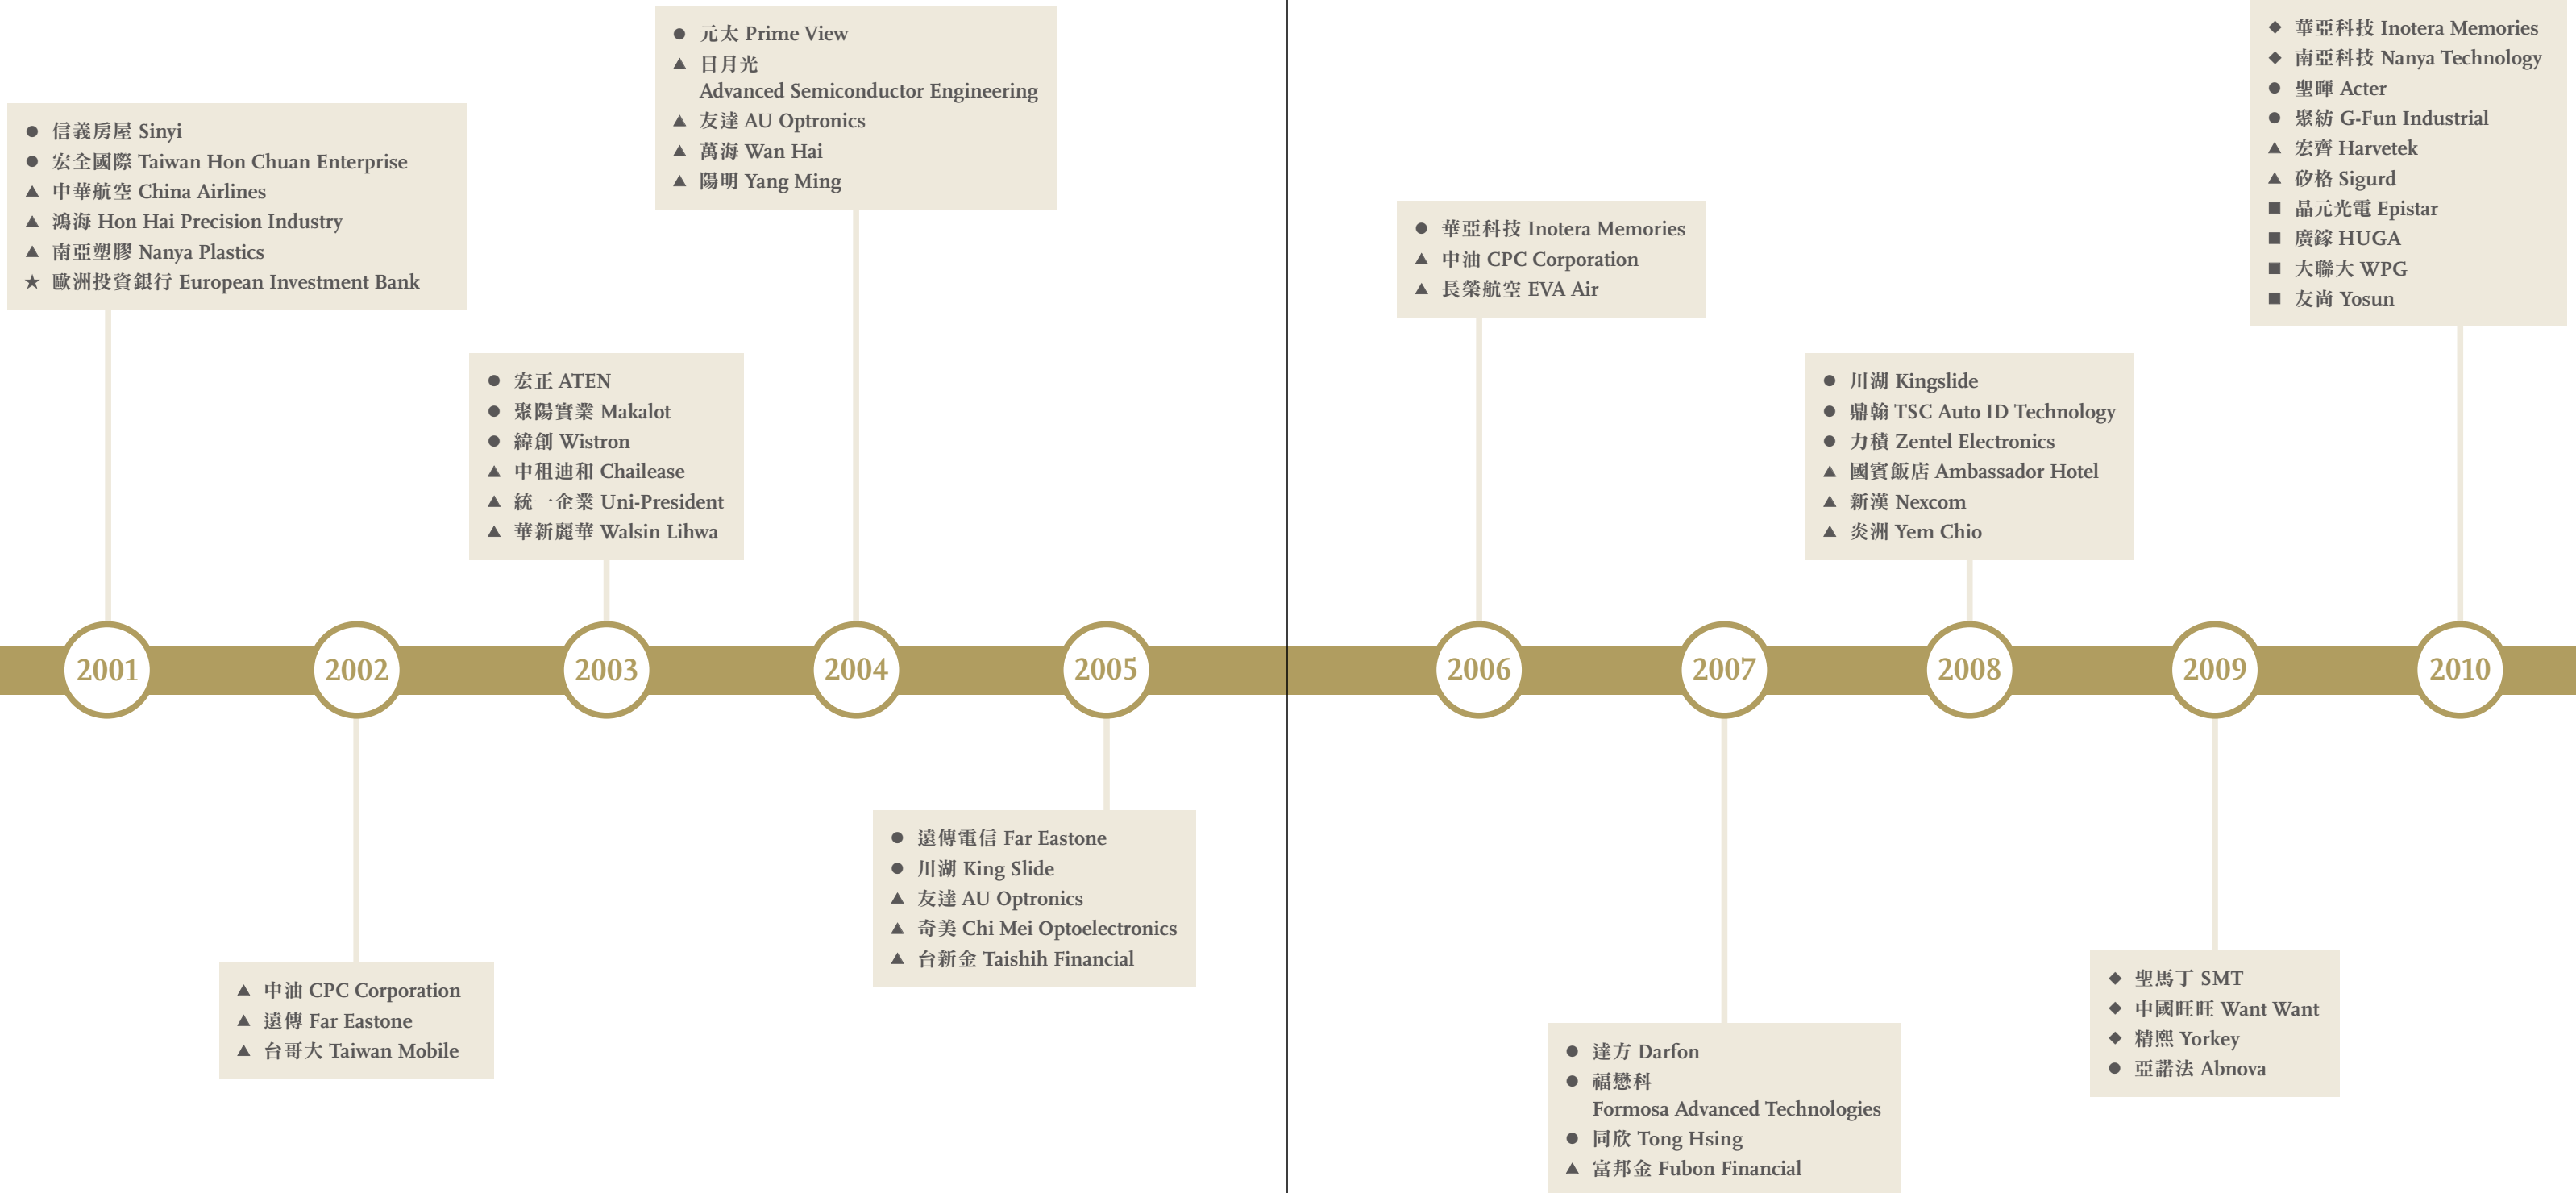 ● 信義房屋 Sinyi
● 宏全國際 Taiwan Hon Chuan Enterprise
▲ 中華航空 China Airlines
▲ 鴻海 Hon Hai Precision Industry
▲ 南亞塑膠 Nanya Plastics
★ 歐洲投資銀行 European Investment Bank
● 宏正 ATEN
● 聚陽實業 Makalot
● 緯創 Wistron
▲ 中租迪和 Chailease
▲ 統一企業 Uni-President
▲ 華新麗華 Walsin Lihwa
● 元太 Prime View
▲ 日月光
Advanced Semiconductor Engineering
▲ 友達 AU Optronics
▲ 萬海 Wan Hai
▲ 陽明 Yang Ming
● 華亞科技 Inotera Memories
▲ 中油 CPC Corporation
▲ 長榮航空 EVA Air
● 川湖 Kingslide
● 鼎翰 TSC Auto ID Technology
● 力積 Zentel Electronics
▲ 國賓飯店 Ambassador Hotel
▲ 新漢 Nexcom
▲ 炎洲 Yem Chio
◆ 華亞科技 Inotera Memories
◆ 南亞科技 Nanya Technology
● 聖暉 Acter
● 聚紡 G-Fun Industrial
▲ 宏齊 Harvetek
▲ 矽格 Sigurd
■ 晶元光電 Epistar
■ 廣鎵 HUGA
■ 大聯大 WPG
■ 友尚 Yosun
2001
2002
2003
2004
2005
2006
2007
2008
2009
2010
▲ 中油 CPC Corporation
▲ 遠傳 Far Eastone
▲ 台哥大 Taiwan Mobile
● 遠傳電信 Far Eastone
● 川湖 King Slide
▲ 友達 AU Optronics
▲ 奇美 Chi Mei Optoelectronics
▲ 台新金 Taishih Financial
● 達方 Darfon
● 福懋科
Formosa Advanced Technologies
● 同欣 Tong Hsing
▲ 富邦金 Fubon Financial
◆ 聖馬丁 SMT
◆ 中國旺旺 Want Want
◆ 精熙 Yorkey
● 亞諾法 Abnova